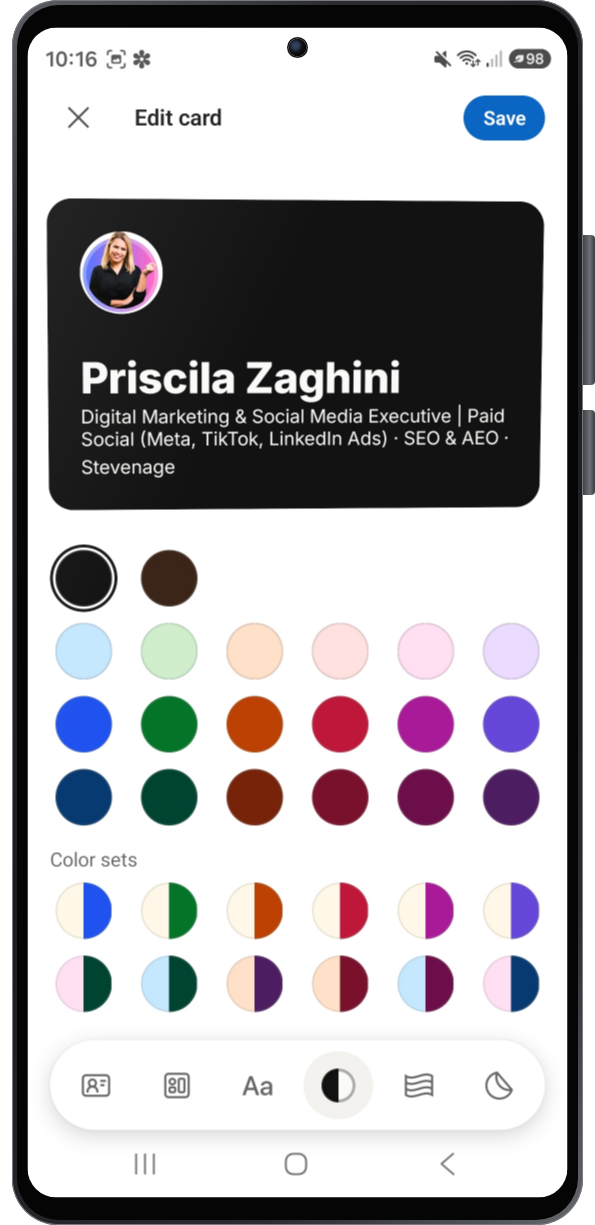 10:16
98
Edit card
Save
Priscila Zaghini
Digital Marketing & Social Media Executive | Paid
Social (Meta, TikTok, LinkedIn Ads) · SEO & AEO ·
Stevenage
Color sets
Aa